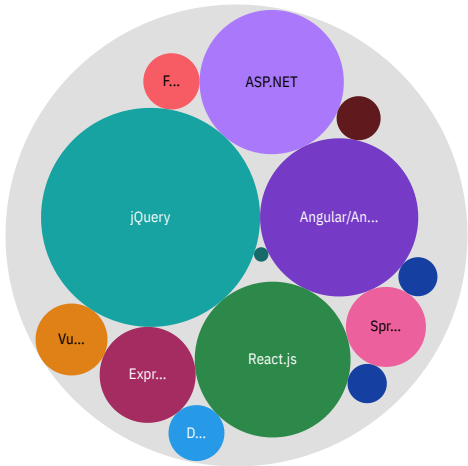 F...
ASP.NET
jQuery
Angular/An...
Vu...
Expr...
React.js
Spr...
D...